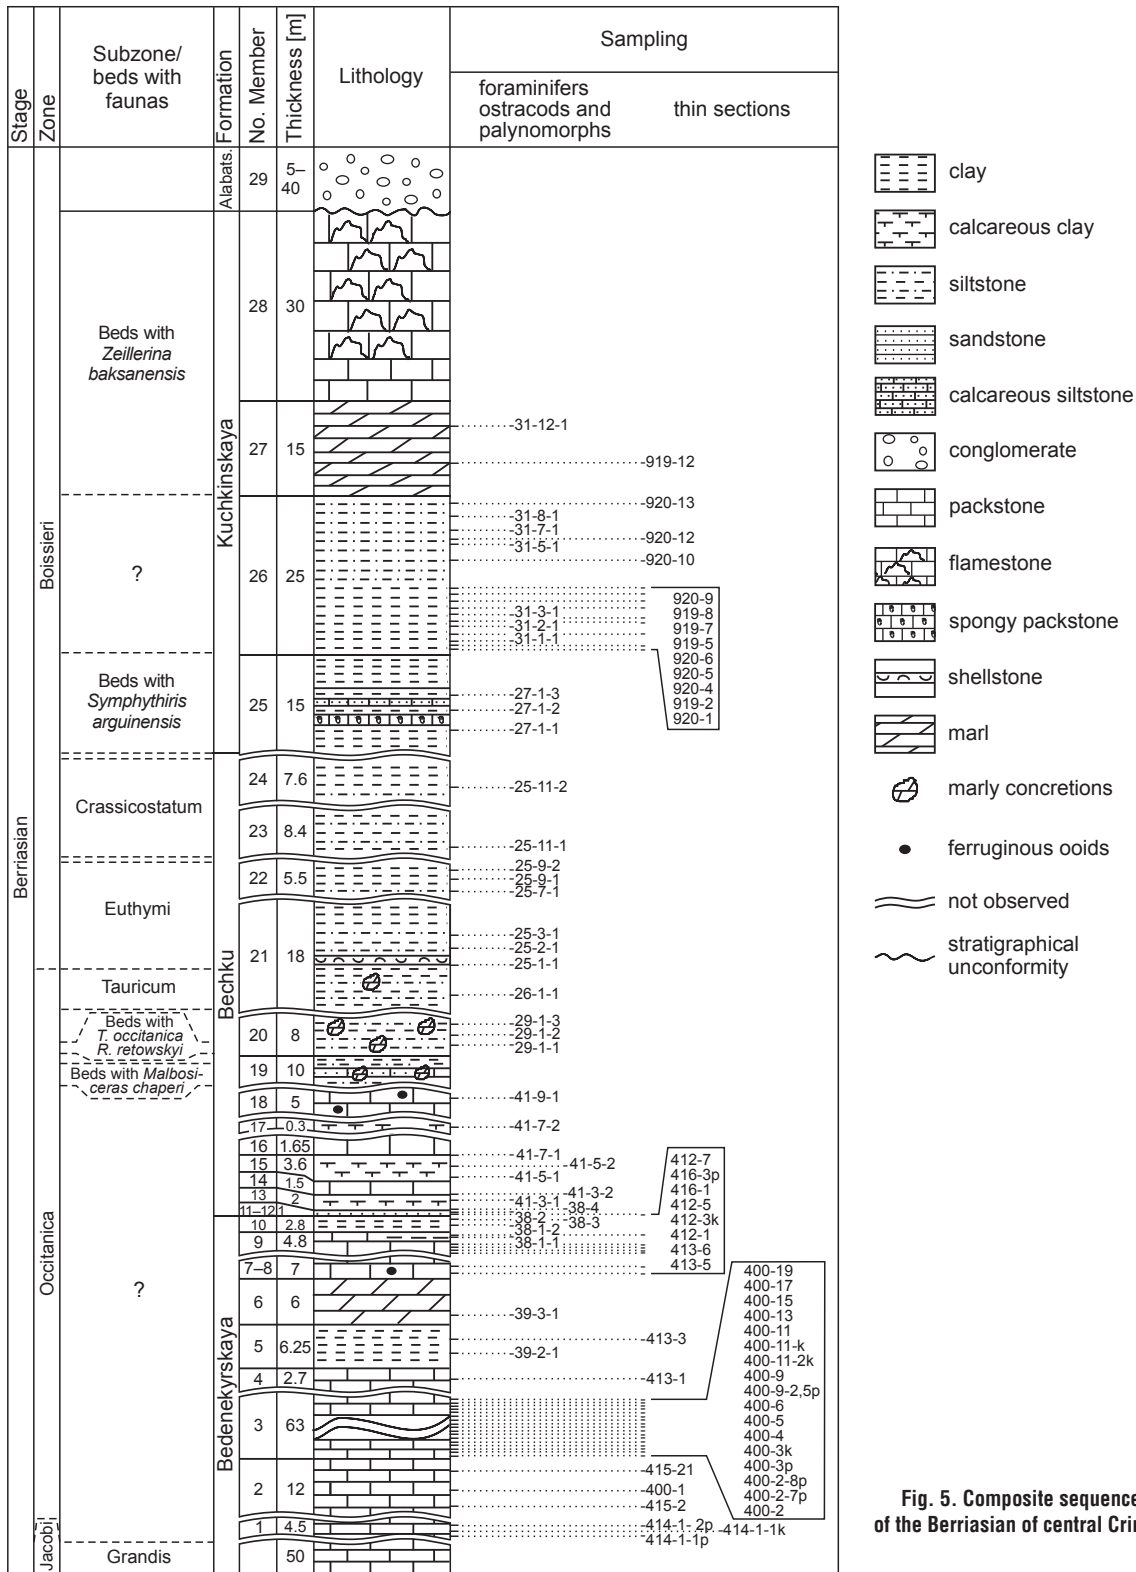 Stage
Zone
Subzone/
beds with
faunas
Formation
No. Member
Thickness [m]
Lithology
Sampling
foraminifers
ostracods and
palynomorphs
thin sections
Berriasian
Boissieri
Occitanica
Jacobi
Beds with
Zeillerina
baksanensis
?
Beds with
Symphythiris
arguinensis
Crassicostatum
Euthymi
Tauricum
Beds with
T. occitanica
R. retowskyi
Beds with Malbosi-
ceras chaperi
?
Grandis
Alabats.
Kuchkinskaya
Bechku
Bedenekyrskaya
29 5–
40
28 30
27 15
26 25
25 15
24 7.6
23 8.4
22 5.5
21 18
20 8
19 10
18 5
17 0.3
16 1.65
15 3.6
14 1.5
13 2
11–12 1
10 2.8
9 4.8
7–8 7
6 6
5 6.25
4 2.7
3 63
2 12
1 4.5
50
31-12-1
919-12
920-13
31-8-1
31-7-1
920-12
31-5-1
920-10
31-3-1
31-2-1
31-1-1
920-9
919-8
919-7
919-5
920-6
920-5
920-4
919-2
920-1
27-1-3
27-1-2
27-1-1
25-11-2
25-11-1
25-9-2
25-9-1
25-7-1
25-3-1
25-2-1
25-1-1
26-1-1
29-1-3
29-1-2
29-1-1
41-9-1
41-7-2
41-7-1
41-5-2
41-5-1
41-3-2
41-3-1
38-4
38-2
38-3
38-1-2
38-1-1
412-7
416-3p
416-1
412-5
412-3k
412-1
413-6
413-5
39-3-1
413-3
39-2-1
413-1
400-19
400-17
400-15
400-13
400-11
400-11-k
400-11-2k
400-9
400-9-2,5p
400-6
400-5
400-4
400-3k
400-3p
400-2-8p
400-2-7p
400-2
415-21
400-1
415-2
414-1- 2p
414-1-1k
414-1-1p
clay
calcareous clay
siltstone
sandstone
calcareous siltstone
conglomerate
packstone
flamestone
spongy packstone
shellstone
marl
marly concretions
ferruginous ooids
not observed
stratigraphical
unconformity
Fig. 5. Composite sequence
of the Berriasian of central Cri